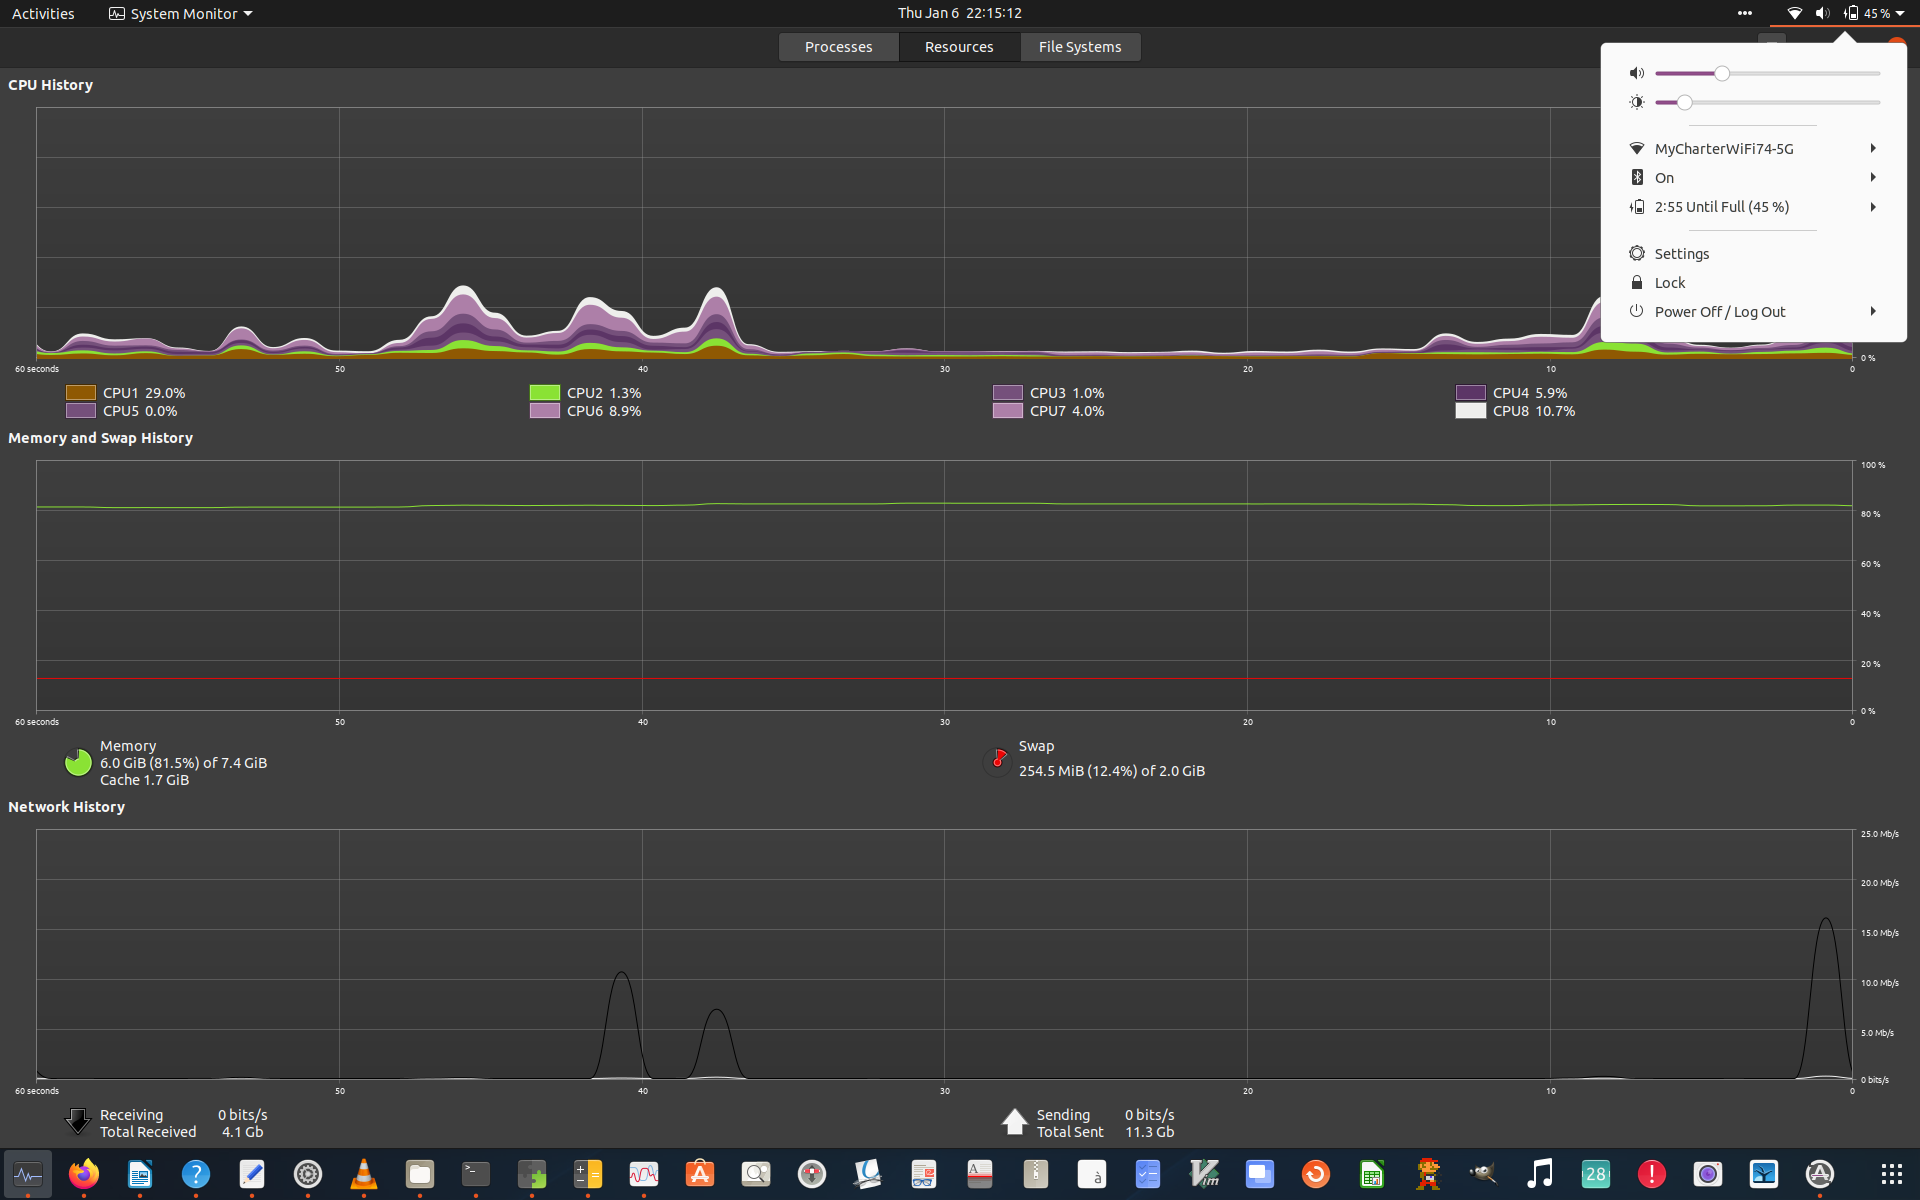 Activities
System Monitor
Thu Jan 6 22:15:12
45 %
Processes
Resources
File Systems
MyCharterWiFi74-5G
On
2:55 Until Full (45 %)
Settings
Lock
Power Off / Log Out
CPU History
0 %
60 seconds 50 40 30 20 10 0
CPU1 29.0% CPU2 1.3% CPU3 1.0% CPU4 5.9%
CPU5 0.0% CPU6 8.9% CPU7 4.0% CPU8 10.7%
Memory and Swap History
100 %
80 %
60 %
40 %
20 %
0 %
60 seconds 50 40 30 20 10 0
Memory
6.0 GiB (81.5%) of 7.4 GiB
Cache 1.7 GiB
Swap
254.5 MiB (12.4%) of 2.0 GiB
Network History
25.0 Mb/s
20.0 Mb/s
15.0 Mb/s
10.0 Mb/s
5.0 Mb/s
0 bits/s
60 seconds 50 40 30 20 10 0
Receiving 0 bits/s
Total Received 4.1 Gb
Sending 0 bits/s
Total Sent 11.3 Gb
?
>_
A
à
Vim
28
!